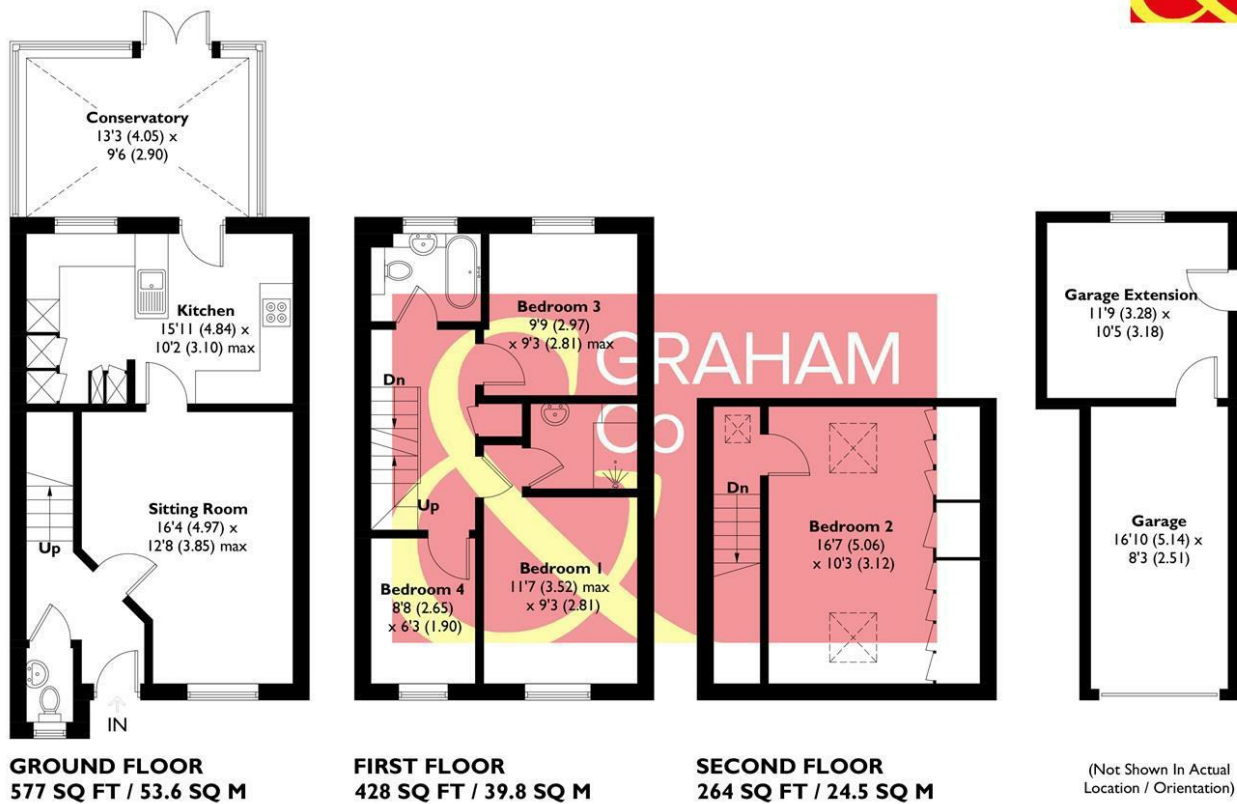 Conservatory
13'3 (4.05) x
9'6 (2.90)
Kitchen
15'11 (4.84) x
10'2 (3.10) max
Sitting Room
16'4 (4.97) x
12'8 (3.85) max
Up
IN
GROUND FLOOR
577 SQ FT / 53.6 SQ M
Bedroom 3
9'9 (2.97)
x 9'3 (2.81) max
Dn
Up
Bedroom 4
8'8 (2.65)
x 6'3 (1.90)
Bedroom 1
11'7 (3.52) max
x 9'3 (2.81)
FIRST FLOOR
428 SQ FT / 39.8 SQ M
&
GRAHAM
Co
Dn
Bedroom 2
16'7 (5.06)
x 10'3 (3.12)
SECOND FLOOR
264 SQ FT / 24.5 SQ M
Garage Extension
11'9 (3.28) x
10'5 (3.18)
Garage
16'10 (5.14) x
8'3 (2.51)
(Not Shown In Actual
Location / Orientation)